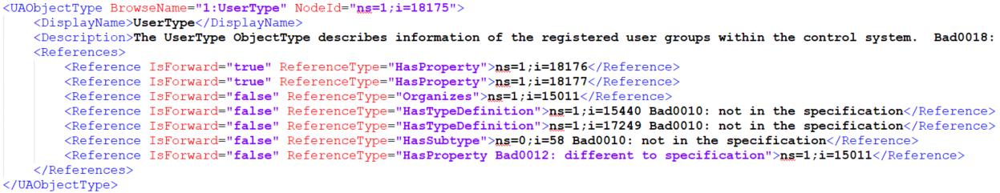 <UAObjectType BrowseName="1:UserType" NodeId="ns=1;i=18175">
<DisplayName>UserType</DisplayName>
<Description>The UserType ObjectType describes information of the registered user groups within the control system.  Bad0018:
<References>
<Reference IsForward="true" ReferenceType="HasProperty">ns=1;i=18176</Reference>
<Reference IsForward="true" ReferenceType="HasProperty">ns=1;i=18177</Reference>
<Reference IsForward="false" ReferenceType="Organizes">ns=1;i=15011</Reference>
<Reference IsForward="false" ReferenceType="HasTypeDefinition">ns=1;i=15440 Bad0010: not in the specification</Reference>
<Reference IsForward="false" ReferenceType="HasTypeDefinition">ns=1;i=17249 Bad0010: not in the specification</Reference>
<Reference IsForward="false" ReferenceType="HasSubtype">ns=0;i=58 Bad0010: not in the specification</Reference>
<Reference IsForward="false" ReferenceType="HasProperty Bad0012: different to specification">ns=1;i=15011</Reference>
</References>
</UAObjectType>